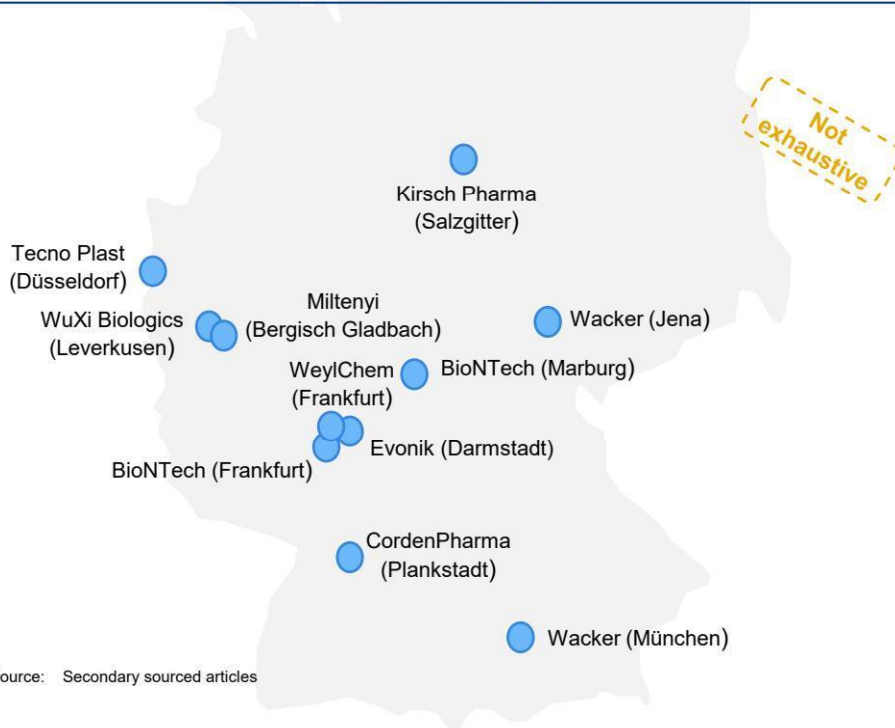 Not
exhaustive
Kirsch Pharma
(Salzgitter)
Tecno Plast
(Düsseldorf)
WuXi Biologics
(Leverkusen)
Miltenyi
(Bergisch Gladbach)
Wacker (Jena)
WeylChem
(Frankfurt)
BioNTech (Marburg)
Evonik (Darmstadt)
BioNTech (Frankfurt)
CordenPharma
(Plankstadt)
Wacker (München)
ource: Secondary sourced articles